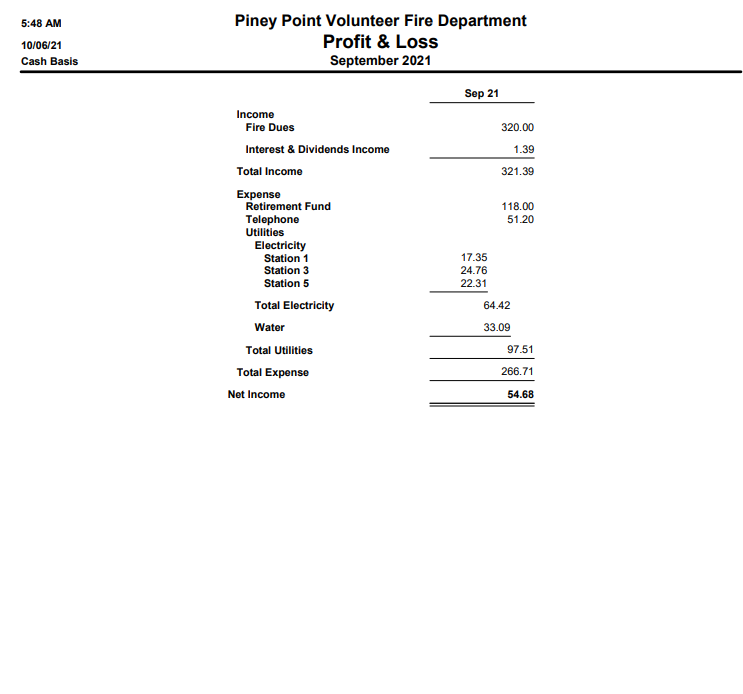 5:48 AM
Piney Point Volunteer Fire Department
10/06/21
Profit & Loss
Cash Basis
September 2021
Sep 21
Income
Fire Dues 320.00
Interest & Dividends Income 1.39
Total Income 321.39
Expense
Retirement Fund 118.00
Telephone 51.20
Utilities
Electricity
Station 1 17.35
Station 3 24.76
Station 5 22.31
Total Electricity 64.42
Water 33.09
Total Utilities 97.51
Total Expense 266.71
Net Income 54.68